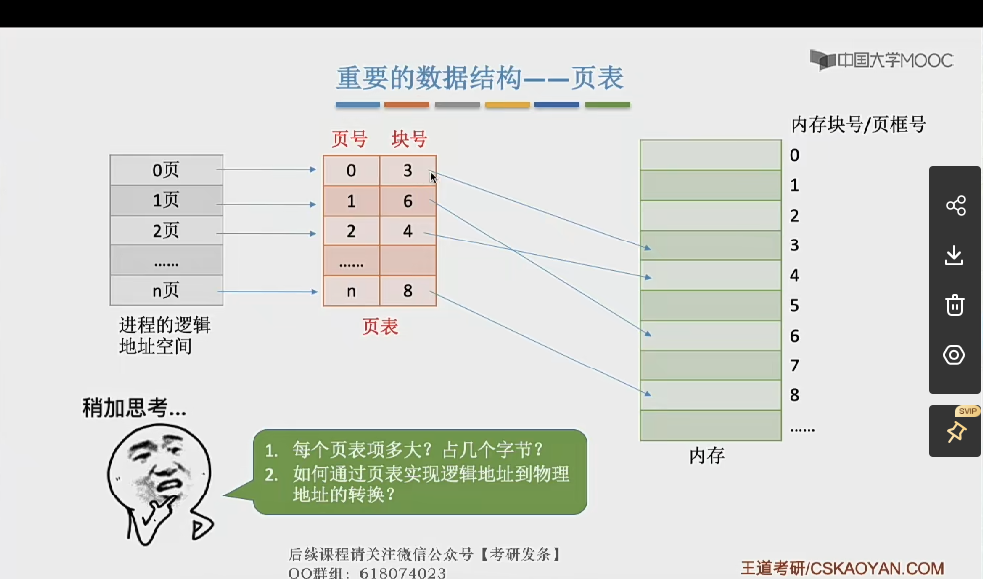 中国大学MOOC
重要的数据结构——页表
内存块号/页框号
页号 块号
0页 0 3 0
1页 1 6 1
2页 2 4 2
...... ...... 3
n页 n 8 4
5
6
7
8
......
进程的逻辑
地址空间
页表
内存
稍加思考...
1. 每个页表项多大？占几个字节？
2. 如何通过页表实现逻辑地址到物理
地址的转换？
后续课程请关注微信公众号【考研发条】
QQ群组：618074023
王道考研/CSKAOYAN.COM
SVIP